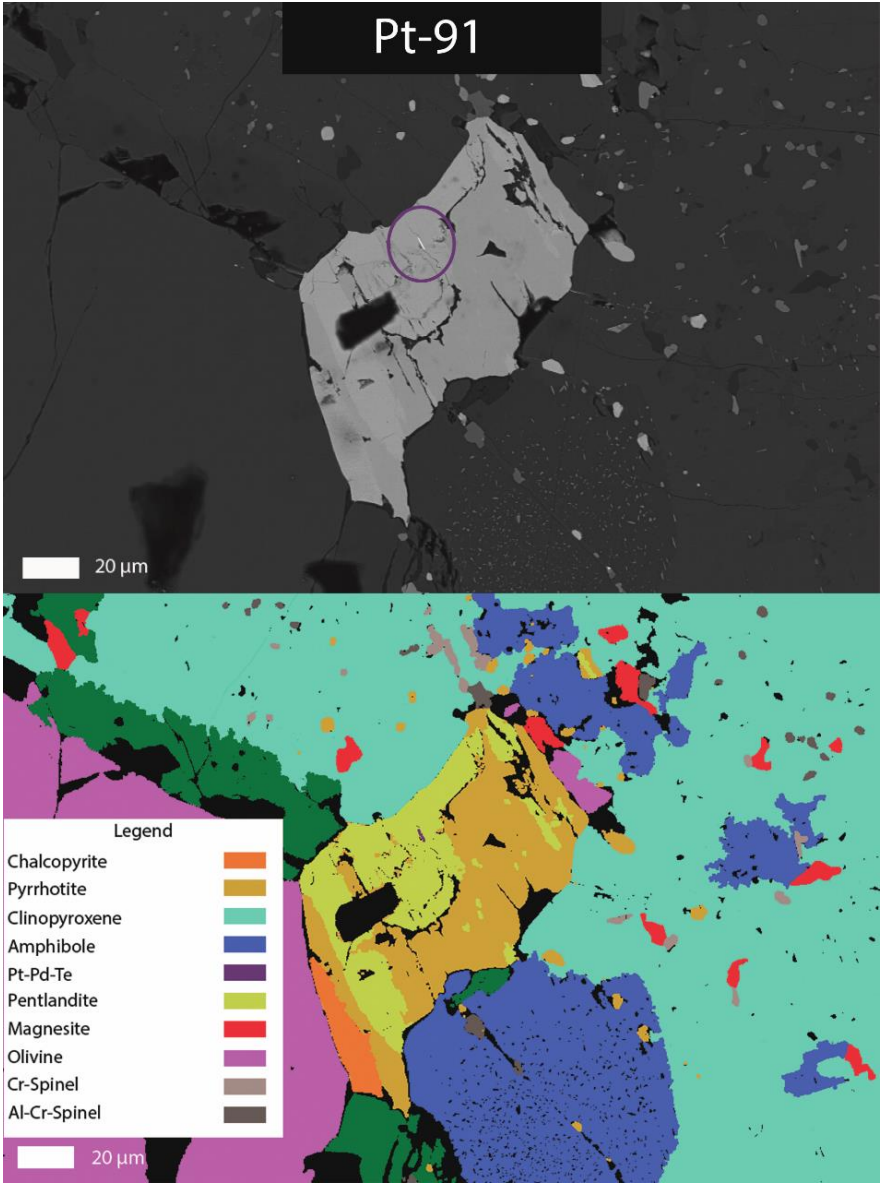 Pt-91
20 μm
Legend
Chalcopyrite
Pyrrhotite
Clinopyroxene
Amphibole
Pt-Pd-Te
Pentlandite
Magnesite
Olivine
Cr-Spinel
Al-Cr-Spinel
20 μm